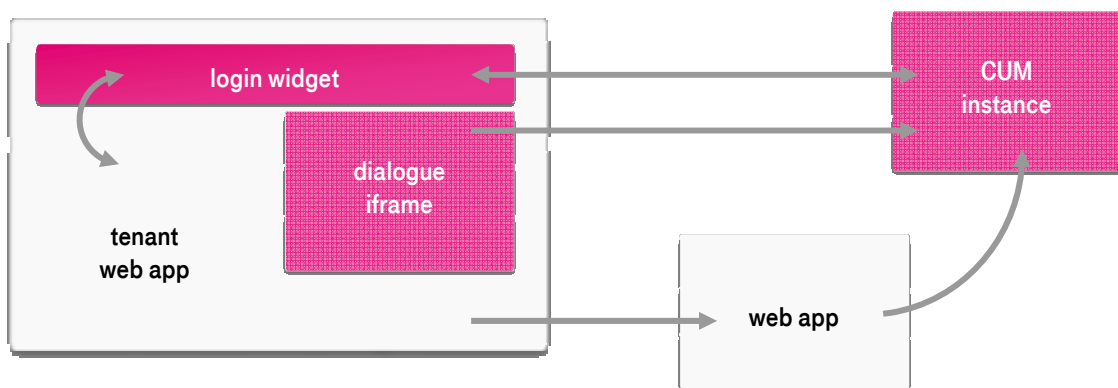 login widget
CUM
instance
dialogue
iframe
tenant
web app
web app